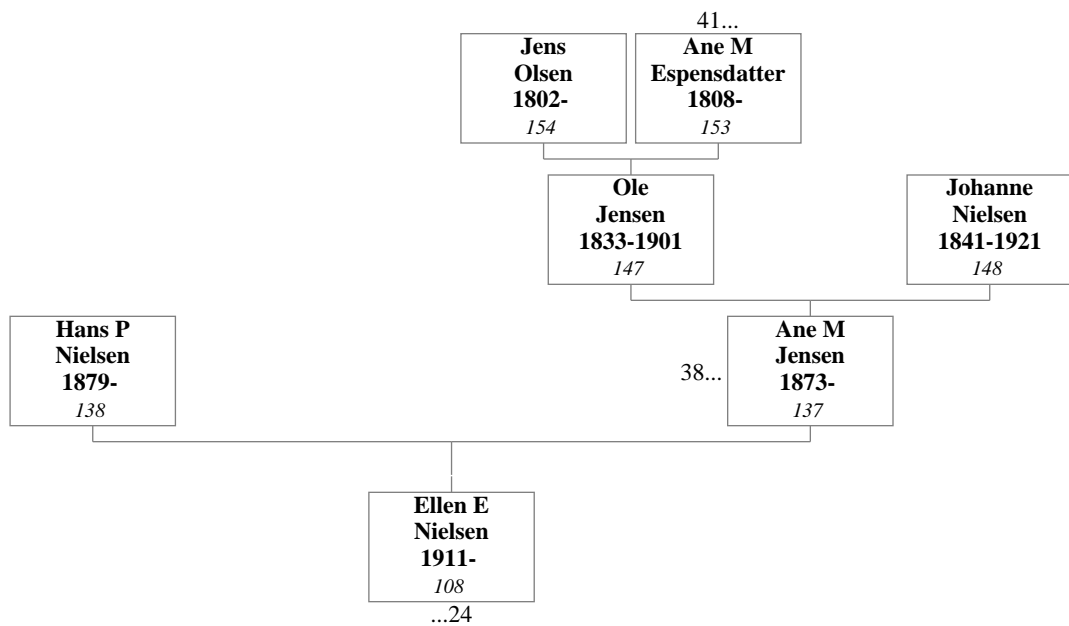 41...
Jens
Olsen
1802-
154
Ane M
Espensdatter
1808-
153
Ole
Jensen
1833-1901
147
Johanne
Nielsen
1841-1921
148
Hans P
Nielsen
1879-
138
38...
Ane M
Jensen
1873-
137
Ellen E
Nielsen
1911-
108
...24